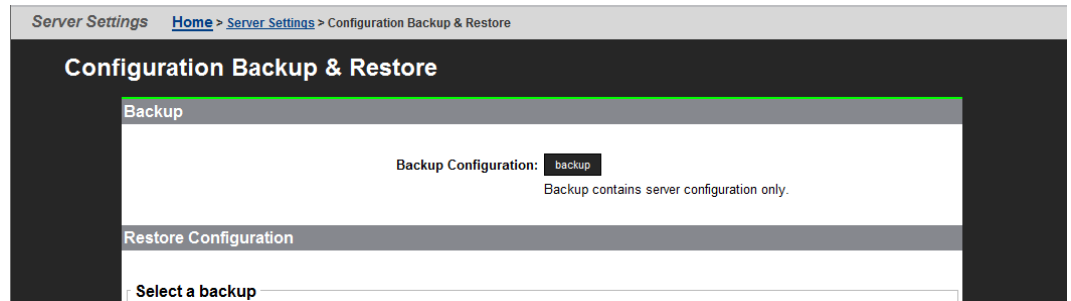 Server Settings Home > Server Settings > Configuration Backup & Restore
Configuration Backup & Restore
Backup
Backup Configuration: backup
Backup contains server configuration only.
Restore Configuration
Select a backup